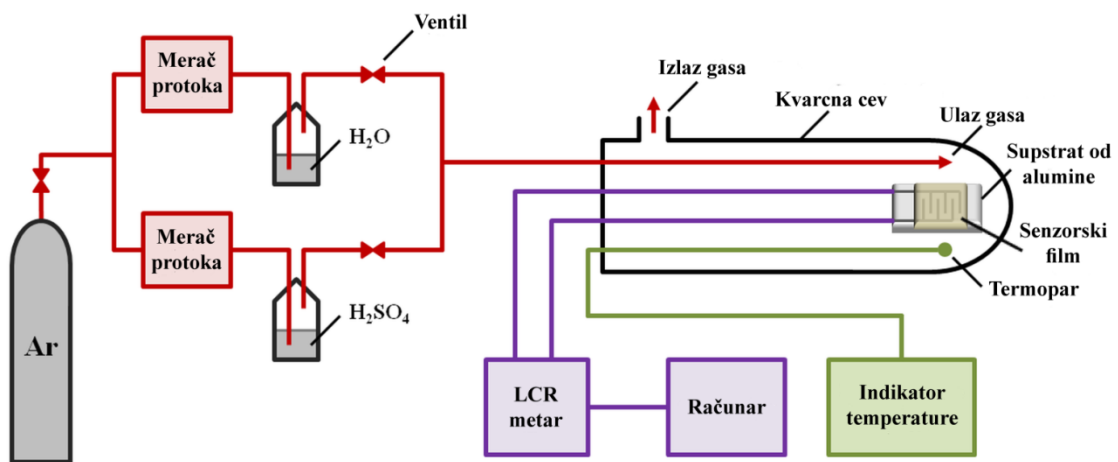 Ventil
Merač
protoka
Izlaz gasa
Kvarcna cev
Ulaz gasa
H₂O
Supstrat od
alumine
Merač
protoka
Senzorski
film
Termopar
H₂SO₄
Ar
LCR
metar
Računar
Indikator
temperature